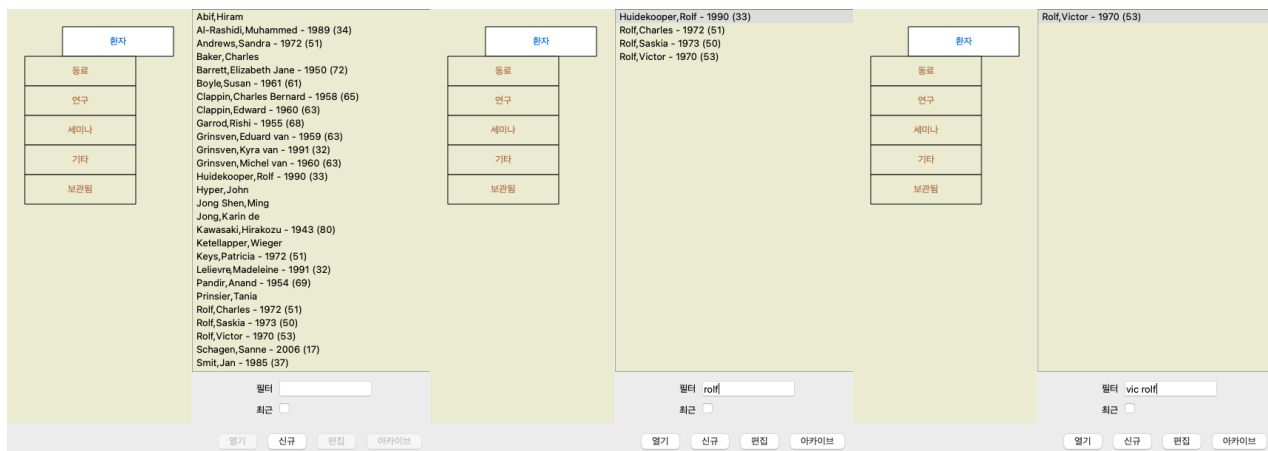 환자
동료
연구
세미나
기타
보관됨
Abif,Hiram
Al-Rashidi,Muhammed - 1989 (34)
Andrews,Sandra - 1972 (51)
Baker,Charles
Barrett,Elizabeth Jane - 1950 (72)
Boyle,Susan - 1961 (61)
Clappin,Charles Bernard - 1958 (65)
Clappin,Edward - 1960 (63)
Garrod,Rishi - 1955 (68)
Grinsven,Eduard van - 1959 (63)
Grinsven,Kyra van - 1991 (32)
Grinsven,Michel van - 1960 (63)
Huidekooper,Rolf - 1990 (33)
Hyper,John
Jong Shen,Ming
Jong,Karin de
Kawasaki,Hirakozu - 1943 (80)
Ketellapper,Wieger
Keys,Patricia - 1972 (51)
Lelievre,Madeleine - 1991 (32)
Pandir,Anand - 1954 (69)
Prinsier,Tania
Rolf,Charles - 1972 (51)
Rolf,Saskia - 1973 (50)
Rolf,Victor - 1970 (53)
Schagen,Sanne - 2006 (17)
Smit,Jan - 1985 (37)
필터
최근
열기 신규 편집 아카이브
환자
동료
연구
세미나
기타
보관됨
Huidekooper,Rolf - 1990 (33)
Rolf,Charles - 1972 (51)
Rolf,Saskia - 1973 (50)
Rolf,Victor - 1970 (53)
필터 rolf
최근
열기 신규 편집 아카이브
환자
동료
연구
세미나
기타
보관됨
Rolf,Victor - 1970 (53)
필터 vic rolf
최근
열기 신규 편집 아카이브